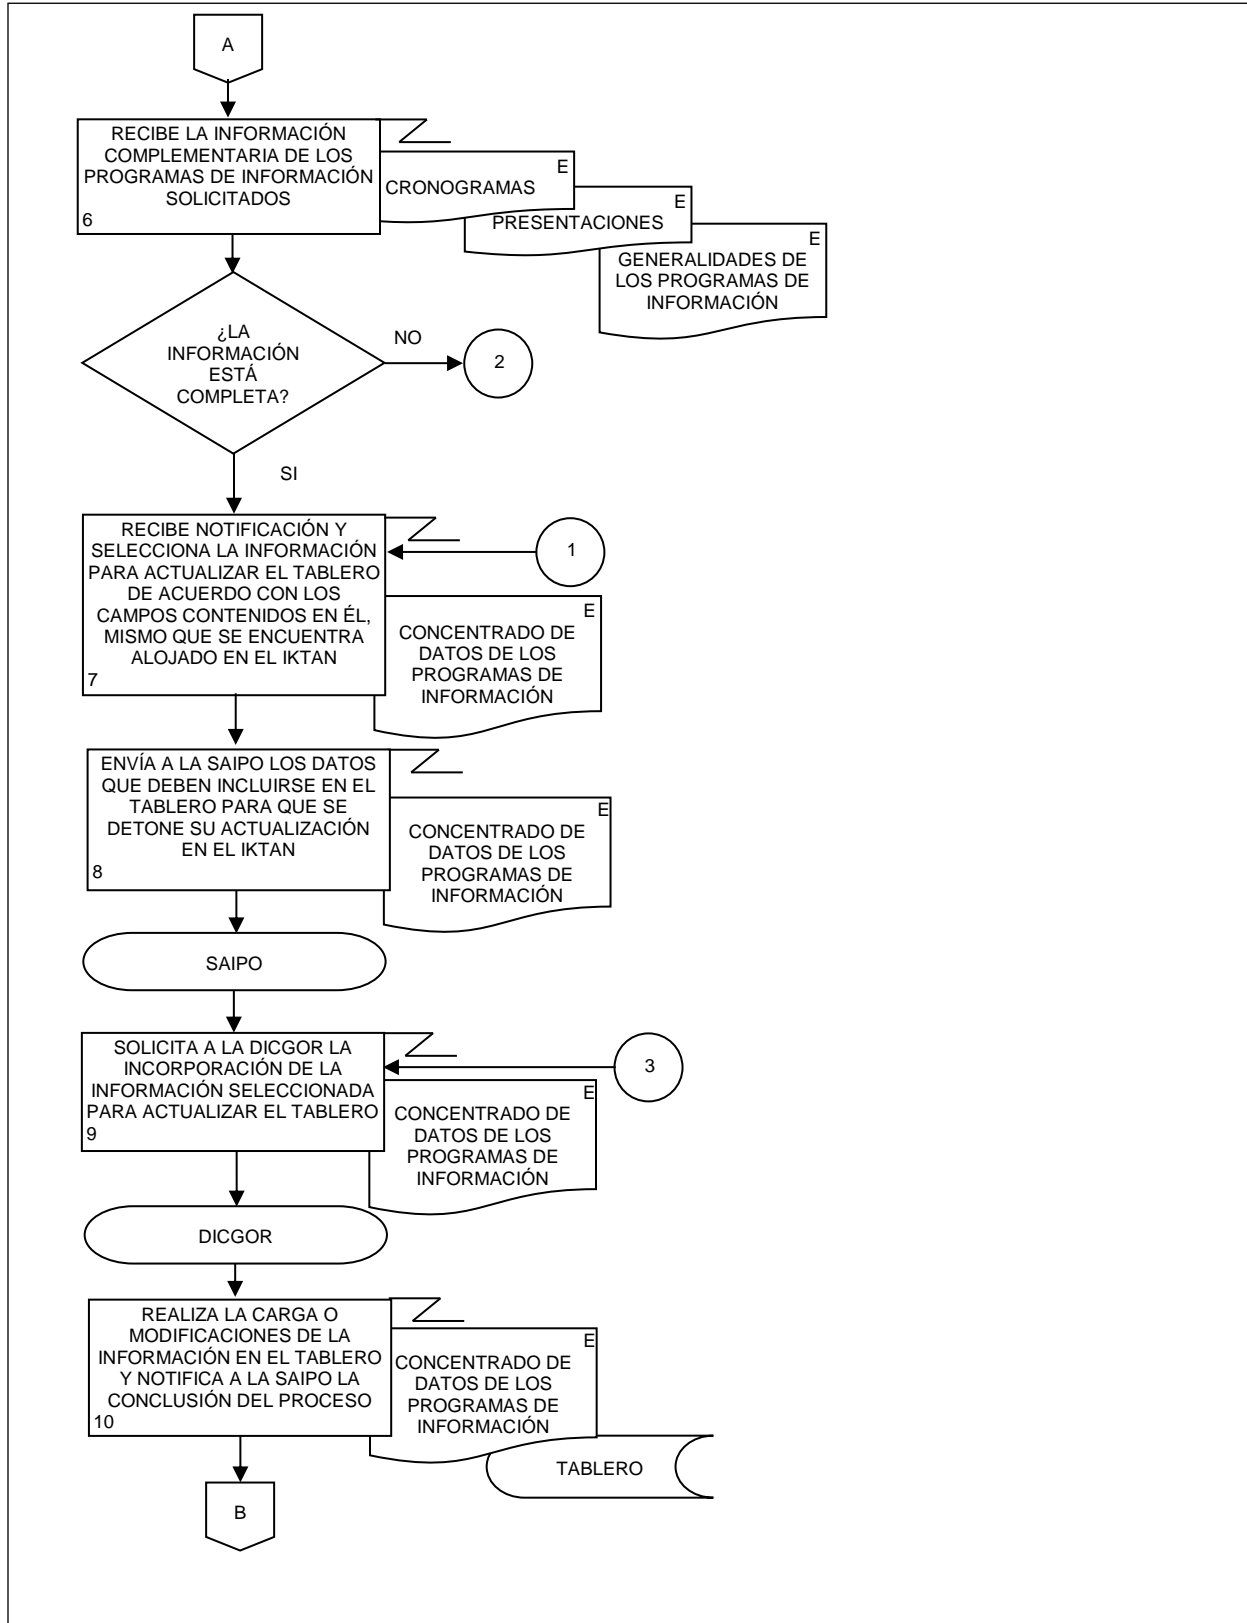 A
RECIBE LA INFORMACIÓN
COMPLEMENTARIA DE LOS
PROGRAMAS DE INFORMACIÓN
SOLICITADOS
6
E
CRONOGRAMAS
E
PRESENTACIONES
E
GENERALIDADES DE
LOS PROGRAMAS DE
INFORMACIÓN
¿LA
INFORMACIÓN
ESTÁ
COMPLETA?
NO
2
SI
RECIBE NOTIFICACIÓN Y
SELECCIONA LA INFORMACIÓN
PARA ACTUALIZAR EL TABLERO
DE ACUERDO CON LOS
CAMPOS CONTENIDOS EN ÉL,
MISMO QUE SE ENCUENTRA
ALOJADO EN EL IKTAN
7
1
E
CONCENTRADO DE
DATOS DE LOS
PROGRAMAS DE
INFORMACIÓN
ENVÍA A LA SAIPO LOS DATOS
QUE DEBEN INCLUIRSE EN EL
TABLERO PARA QUE SE
DETONE SU ACTUALIZACIÓN
EN EL IKTAN
8
E
CONCENTRADO DE
DATOS DE LOS
PROGRAMAS DE
INFORMACIÓN
SAIPO
SOLICITA A LA DICGOR LA
INCORPORACIÓN DE LA
INFORMACIÓN SELECCIONADA
PARA ACTUALIZAR EL TABLERO
9
3
E
CONCENTRADO DE
DATOS DE LOS
PROGRAMAS DE
INFORMACIÓN
DICGOR
REALIZA LA CARGA O
MODIFICACIONES DE LA
INFORMACIÓN EN EL TABLERO
Y NOTIFICA A LA SAIPO LA
CONCLUSIÓN DEL PROCESO
10
E
CONCENTRADO DE
DATOS DE LOS
PROGRAMAS DE
INFORMACIÓN
TABLERO
B